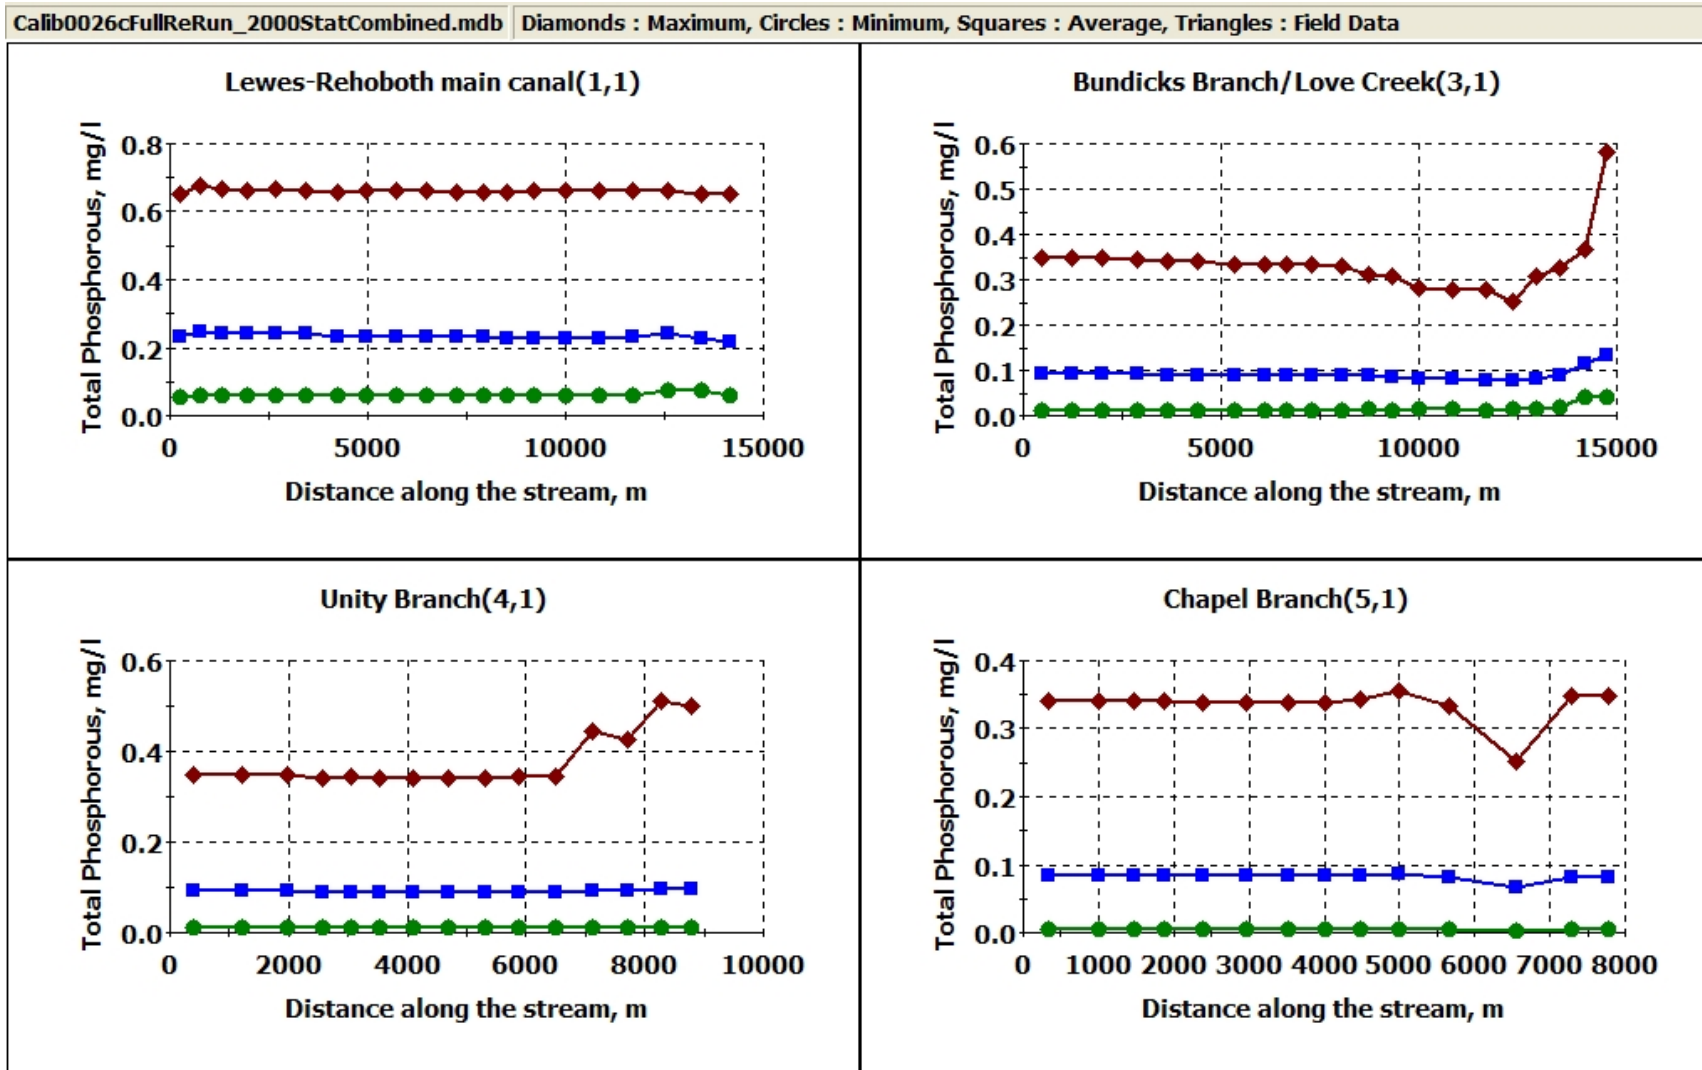 Calib0026cFullReRun_2000StatCombined.mdb Diamonds : Maximum, Circles : Minimum, Squares : Average, Triangles : Field Data
Lewes-Rehoboth main canal(1,1)
Total Phosphorous, mg/l
0.8
0.6
0.4
0.2
0.0
0 5000 10000 15000
Distance along the stream, m
Bundicks Branch/Love Creek(3,1)
Total Phosphorous, mg/l
0.6
0.5
0.4
0.3
0.2
0.1
0.0
0 5000 10000 15000
Distance along the stream, m
Unity Branch(4,1)
Total Phosphorous, mg/l
0.6
0.4
0.2
0.0
0 2000 4000 6000 8000 10000
Distance along the stream, m
Chapel Branch(5,1)
Total Phosphorous, mg/l
0.4
0.3
0.2
0.1
0.0
0 1000 2000 3000 4000 5000 6000 7000 8000
Distance along the stream, m